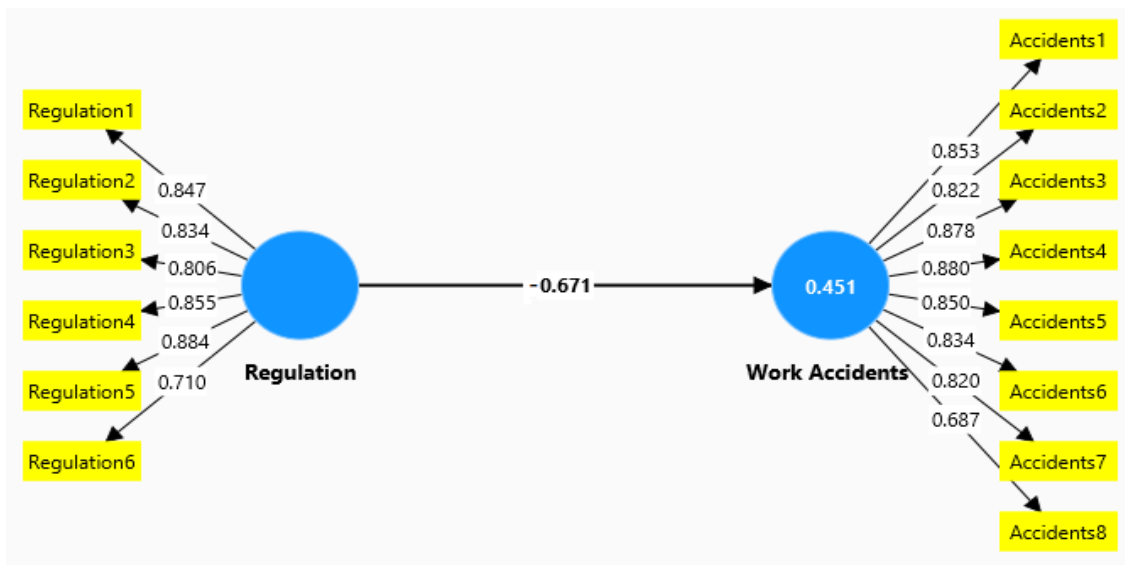 Regulation1
Regulation2
Regulation3
Regulation4
Regulation5
Regulation6
0.847
0.834
0.806
0.855
0.884
0.710
Regulation
-0.671
0.451
Work Accidents
0.853
0.822
0.878
0.880
0.850
0.834
0.820
0.687
Accidents1
Accidents2
Accidents3
Accidents4
Accidents5
Accidents6
Accidents7
Accidents8